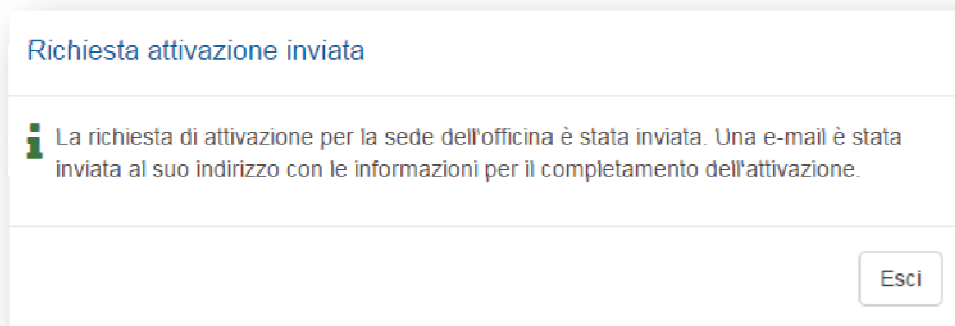 Richiesta attivazione inviata
La richiesta di attivazione per la sede dell'officina è stata inviata. Una e-mail è stata
inviata al suo indirizzo con le informazioni per il completamento dell'attivazione.
Esci